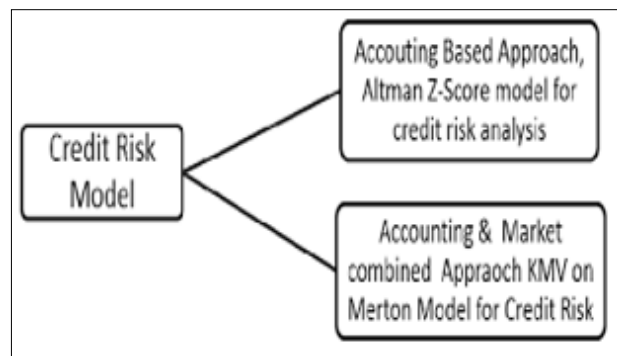 Accouting Based Approach,
Altman Z-Score model for
credit risk analysis
Credit Risk
Model
Accounting & Market
combined Appraoch KMV on
Merton Model for Credit Risk